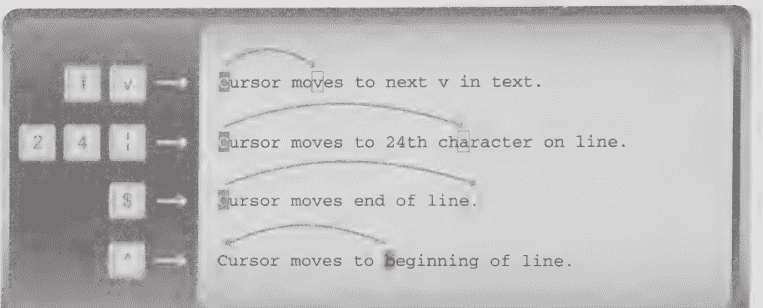 f v Cursor moves to next v in text.
2 4 | Cursor moves to 24th character on line.
$ Cursor moves end of line.
^ Cursor moves to beginning of line.